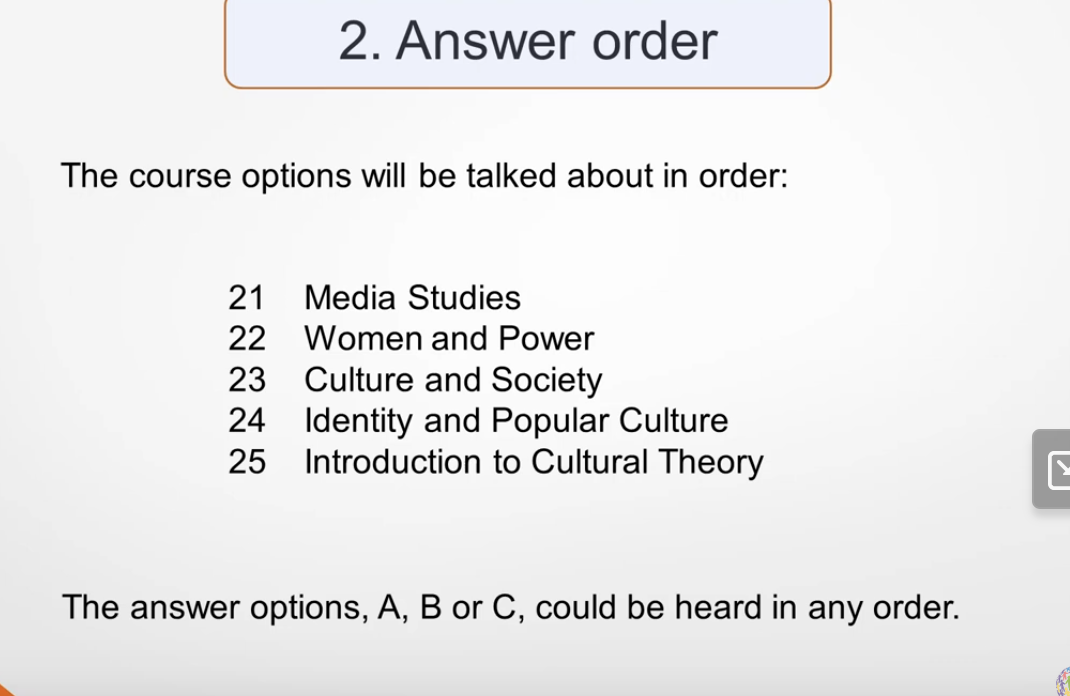 2. Answer order
The course options will be talked about in order:
21 Media Studies
22 Women and Power
23 Culture and Society
24 Identity and Popular Culture
25 Introduction to Cultural Theory
The answer options, A, B or C, could be heard in any order.